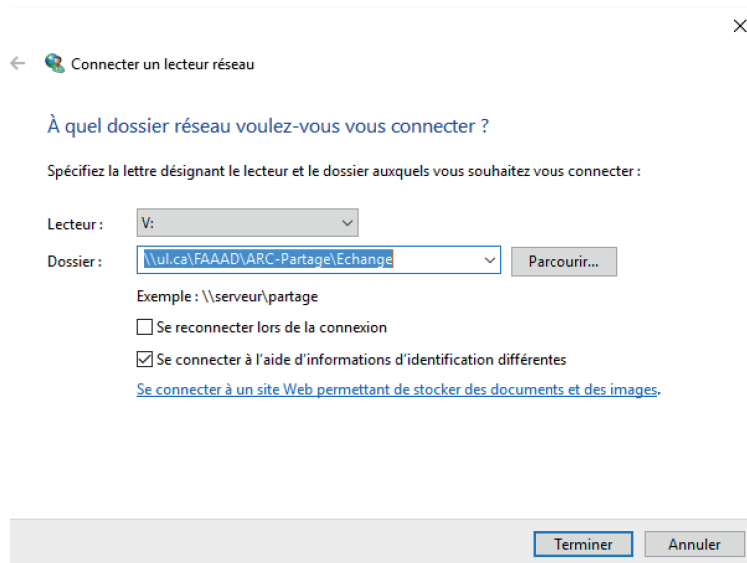 Connecter un lecteur réseau
À quel dossier réseau voulez-vous vous connecter ?
Spécifiez la lettre désignant le lecteur et le dossier auxquels vous souhaitez vous connecter :
Lecteur : V:
Dossier : \\ul.ca\FAAAD\ARC-Partage\Echange Parcourir...
Exemple : \\serveur\partage
Se reconnecter lors de la connexion
Se connecter à l'aide d'informations d'identification différentes
Se connecter à un site Web permettant de stocker des documents et des images.
Terminer Annuler